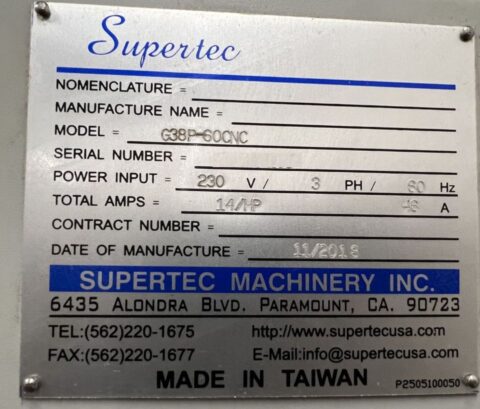 Supertec
NOMENCLATURE =
MANUFACTURE NAME =
MODEL = G38P-60CNC
SERIAL NUMBER =
POWER INPUT = 230 V / 3 PH / 60 Hz
TOTAL AMPS = 14/HP 46 A
CONTRACT NUMBER =
DATE OF MANUFACTURE = 11/2018
SUPERTEC MACHINERY INC.
6435 ALONDRA BLVD. PARAMOUNT, CA. 90723
TEL:(562)220-1675 http://www.supertecusa.com
FAX:(562)220-1677 E-Mail:info@supertecusa.com
MADE IN TAIWAN P2505100050